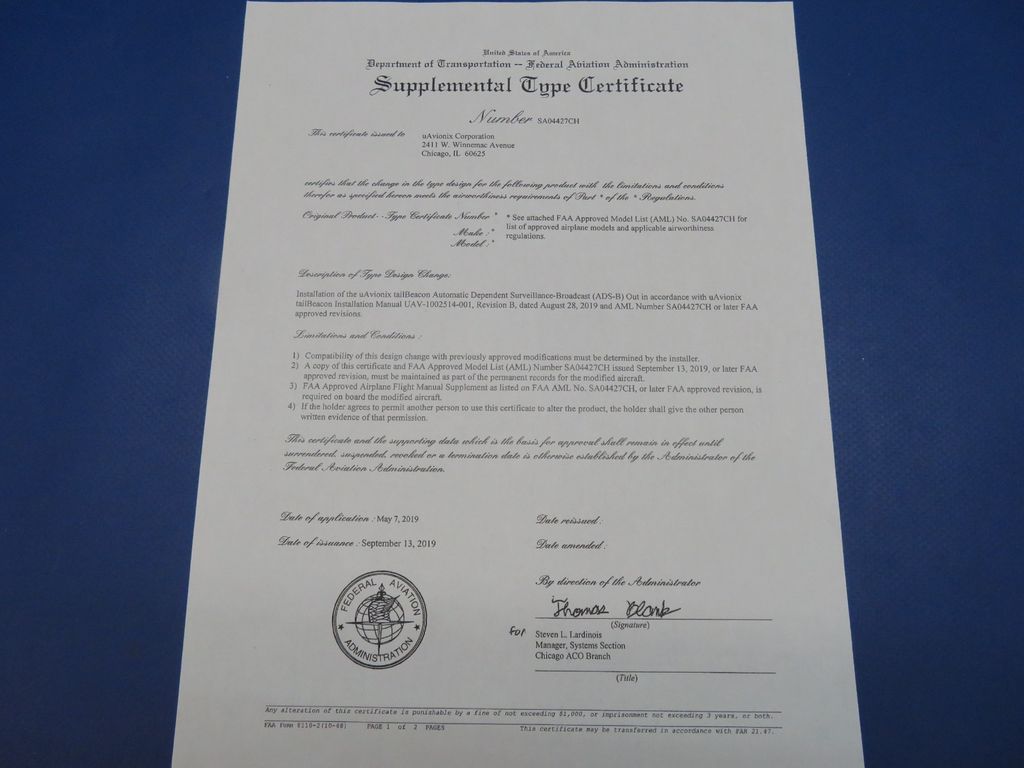 United States of America
Department of Transportation -- Federal Aviation Administration
Supplemental Type Certificate
Number SA04427CH
This certificate issued to uAvionix Corporation
2411 W. Winnemac Avenue
Chicago, IL 60625
certifies that the change in the type design for the following product with the limitations and conditions
therefor as specified hereon meets the airworthiness requirements of Part * of the * Regulations.
Original Product - Type Certificate Number * * See attached FAA Approved Model List (AML) No. SA04427CH for
Make : * list of approved airplane models and applicable airworthiness
Model : * regulations.
Description of Type Design Change:
Installation of the uAvionix tailBeacon Automatic Dependent Surveillance-Broadcast (ADS-B) Out in accordance with uAvionix
tailBeacon Installation Manual UAV-1002514-001, Revision B, dated August 28, 2019 and AML Number SA04427CH or later FAA
approved revisions.
Limitations and Conditions :
1) Compatibility of this design change with previously approved modifications must be determined by the installer.
2) A copy of this certificate and FAA Approved Model List (AML) Number SA04427CH issued September 13, 2019, or later FAA
approved revision, must be maintained as part of the permanent records for the modified aircraft.
3) FAA Approved Airplane Flight Manual Supplement as listed on FAA AML No. SA04427CH, or later FAA approved revision, is
required on board the modified aircraft.
4) If the holder agrees to permit another person to use this certificate to alter the product, the holder shall give the other person
written evidence of that permission.
This certificate and the supporting data which is the basis for approval shall remain in effect until
surrendered, suspended, revoked or a termination date is otherwise established by the Administrator of the
Federal Aviation Administration.
Date of application : May 7, 2019 Date reissued :
Date of issuance : September 13, 2019 Date amended :
By direction of the Administrator
FEDERAL AVIATION
ADMINISTRATION
Thomas Blank
(Signature)
for Steven L. Lardinois
Manager, Systems Section
Chicago ACO Branch
(Title)
Any alteration of this certificate is punishable by a fine of not exceeding $1,000, or imprisonment not exceeding 3 years, or both.
FAA Form 8110-2(10-68) PAGE 1 of 2 PAGES This certificate may be transferred in accordance with FAR 21.47.